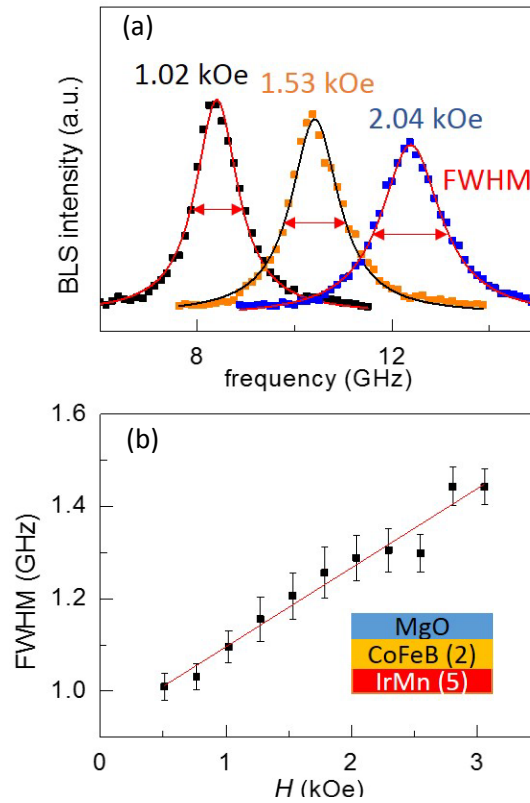 (a)
1.02 kOe
1.53 kOe
2.04 kOe
FWHM
BLS intensity (a.u.)
8
12
frequency (GHz)
(b)
1.6
1.4
1.2
1.0
FWHM (GHz)
MgO
CoFeB (2)
IrMn (5)
0
1
2
3
H (kOe)